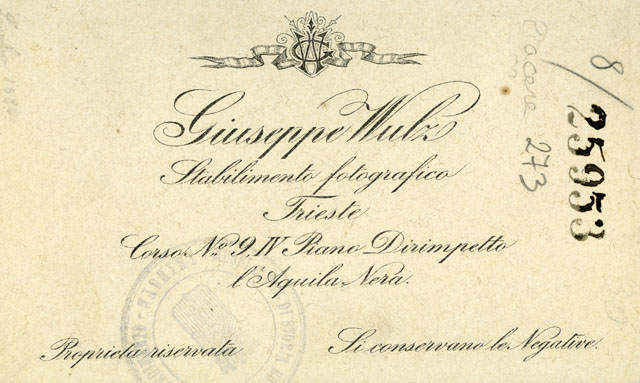 Giuseppe Wulz
Stabilimento fotografico
Trieste
Corso N.º 9, IV Piano Dirimpetto
l'Aquila Nera.
Proprietà riservata
Si conservano le Negative.
8/
25953
273